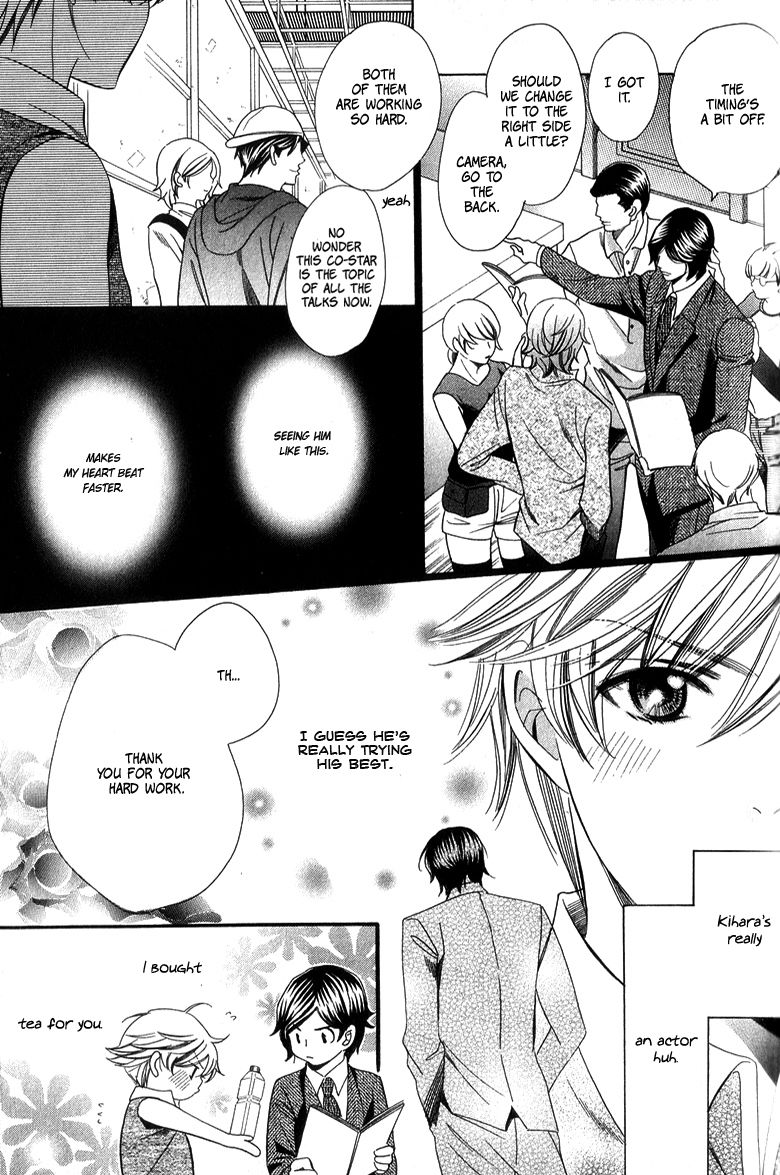 THE
TIMING'S
A BIT OFF.
I GOT
IT.
SHOULD
WE CHANGE
IT TO THE
RIGHT SIDE
A LITTLE?
CAMERA,
GO TO
THE
BACK.
BOTH
OF THEM
ARE WORKING
SO HARD.
yeah
NO
WONDER
THIS CO-STAR
IS THE TOPIC
OF ALL THE
TALKS NOW.
SEEING HIM
LIKE THIS.
MAKES
MY HEART BEAT
FASTER.
Kihara's
really
an actor
huh.
I GUESS HE'S
REALLY TRYING
HIS BEST.
TH...
THANK
YOU FOR YOUR
HARD WORK.
I bought
tea for you.